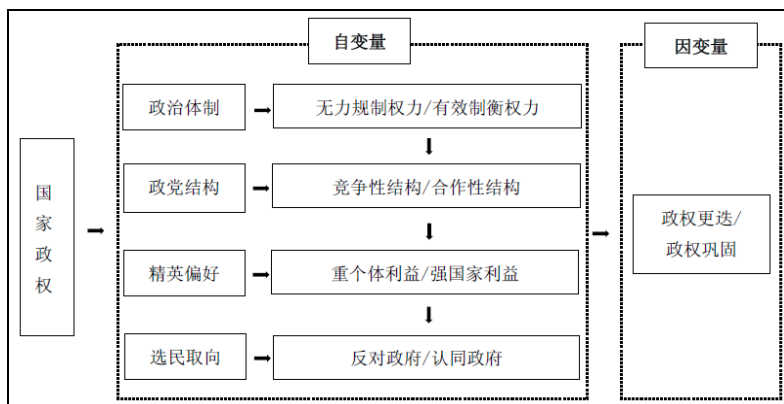 自变量
因变量
政治体制
无力规制权力/有效制衡权力
国家政权
政党结构
竞争性结构/合作性结构
政权更迭/
政权巩固
精英偏好
重个体利益/强国家利益
选民取向
反对政府/认同政府